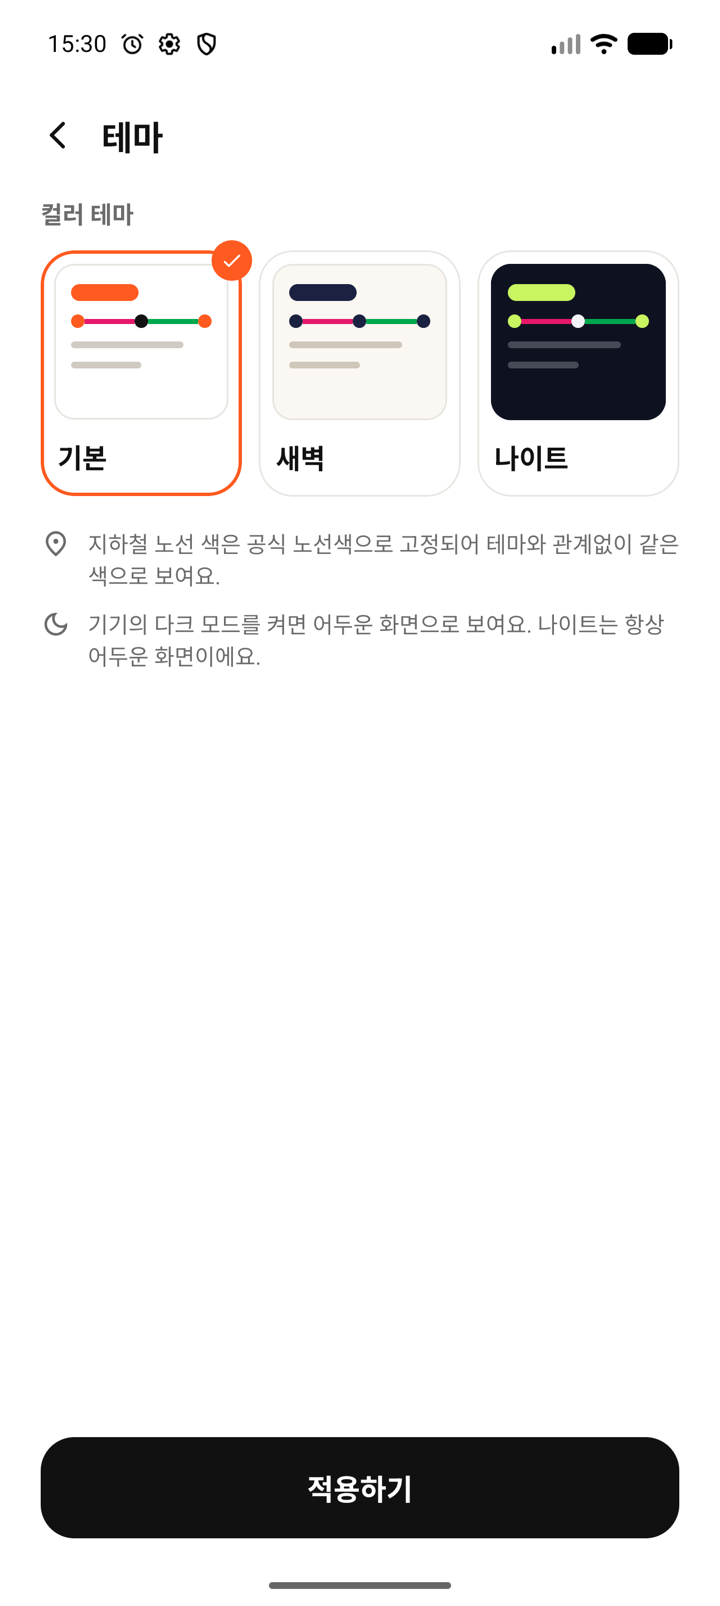 15:30
테마
컬러 테마
기본
새벽
나이트
지하철 노선 색은 공식 노선색으로 고정되어 테마와 관계없이 같은
색으로 보여요.
기기의 다크 모드를 켜면 어두운 화면으로 보여요. 나이트는 항상
어두운 화면이에요.
적용하기